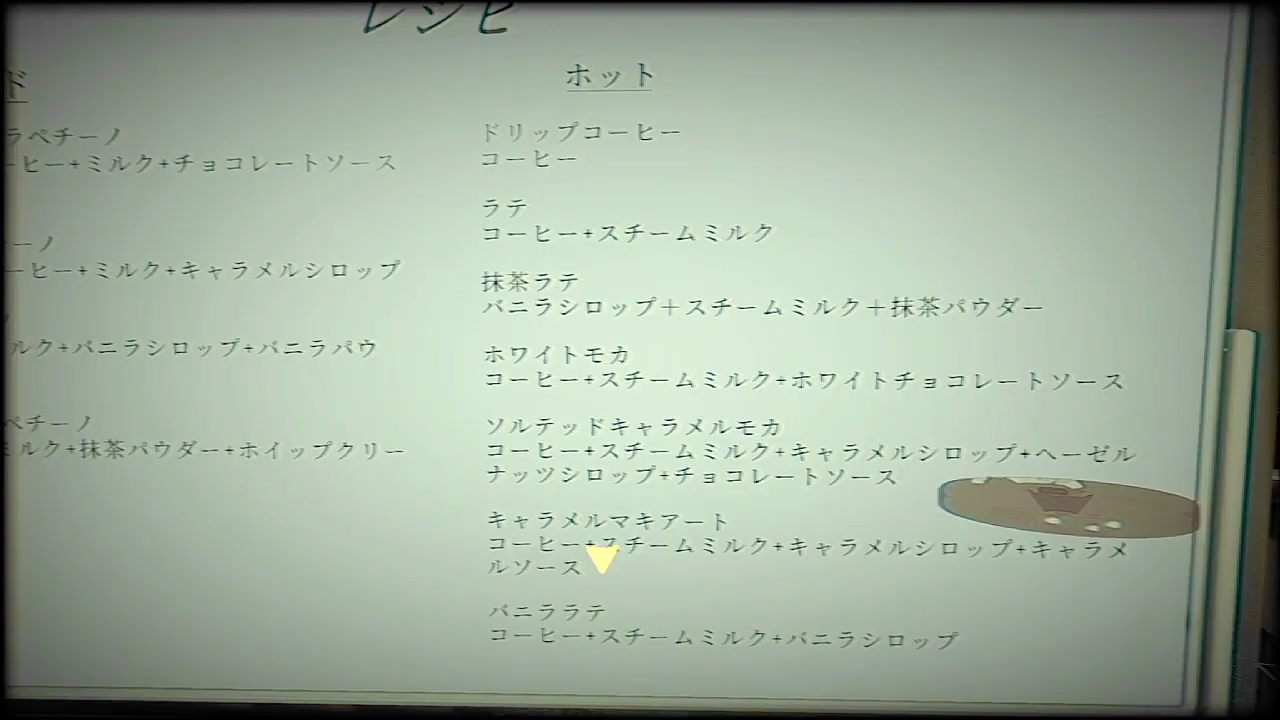 レシピ
ド
ラペチーノ
ーヒー+ミルク+チョコレートソース
ーノ
ーヒー+ミルク+キャラメルシロップ
ルク+バニラシロップ+バニラパウ
ペチーノ
ミルク+抹茶パウダー+ホイップクリー
ホット
ドリップコーヒー
コーヒー
ラテ
コーヒー+スチームミルク
抹茶ラテ
バニラシロップ＋スチームミルク＋抹茶パウダー
ホワイトモカ
コーヒー+スチームミルク+ホワイトチョコレートソース
ソルテッドキャラメルモカ
コーヒー+スチームミルク+キャラメルシロップ+ヘーゼル
ナッツシロップ+チョコレートソース
キャラメルマキアート
コーヒー+スチームミルク+キャラメルシロップ+キャラメ
ルソース
バニララテ
コーヒー+スチームミルク+バニラシロップ